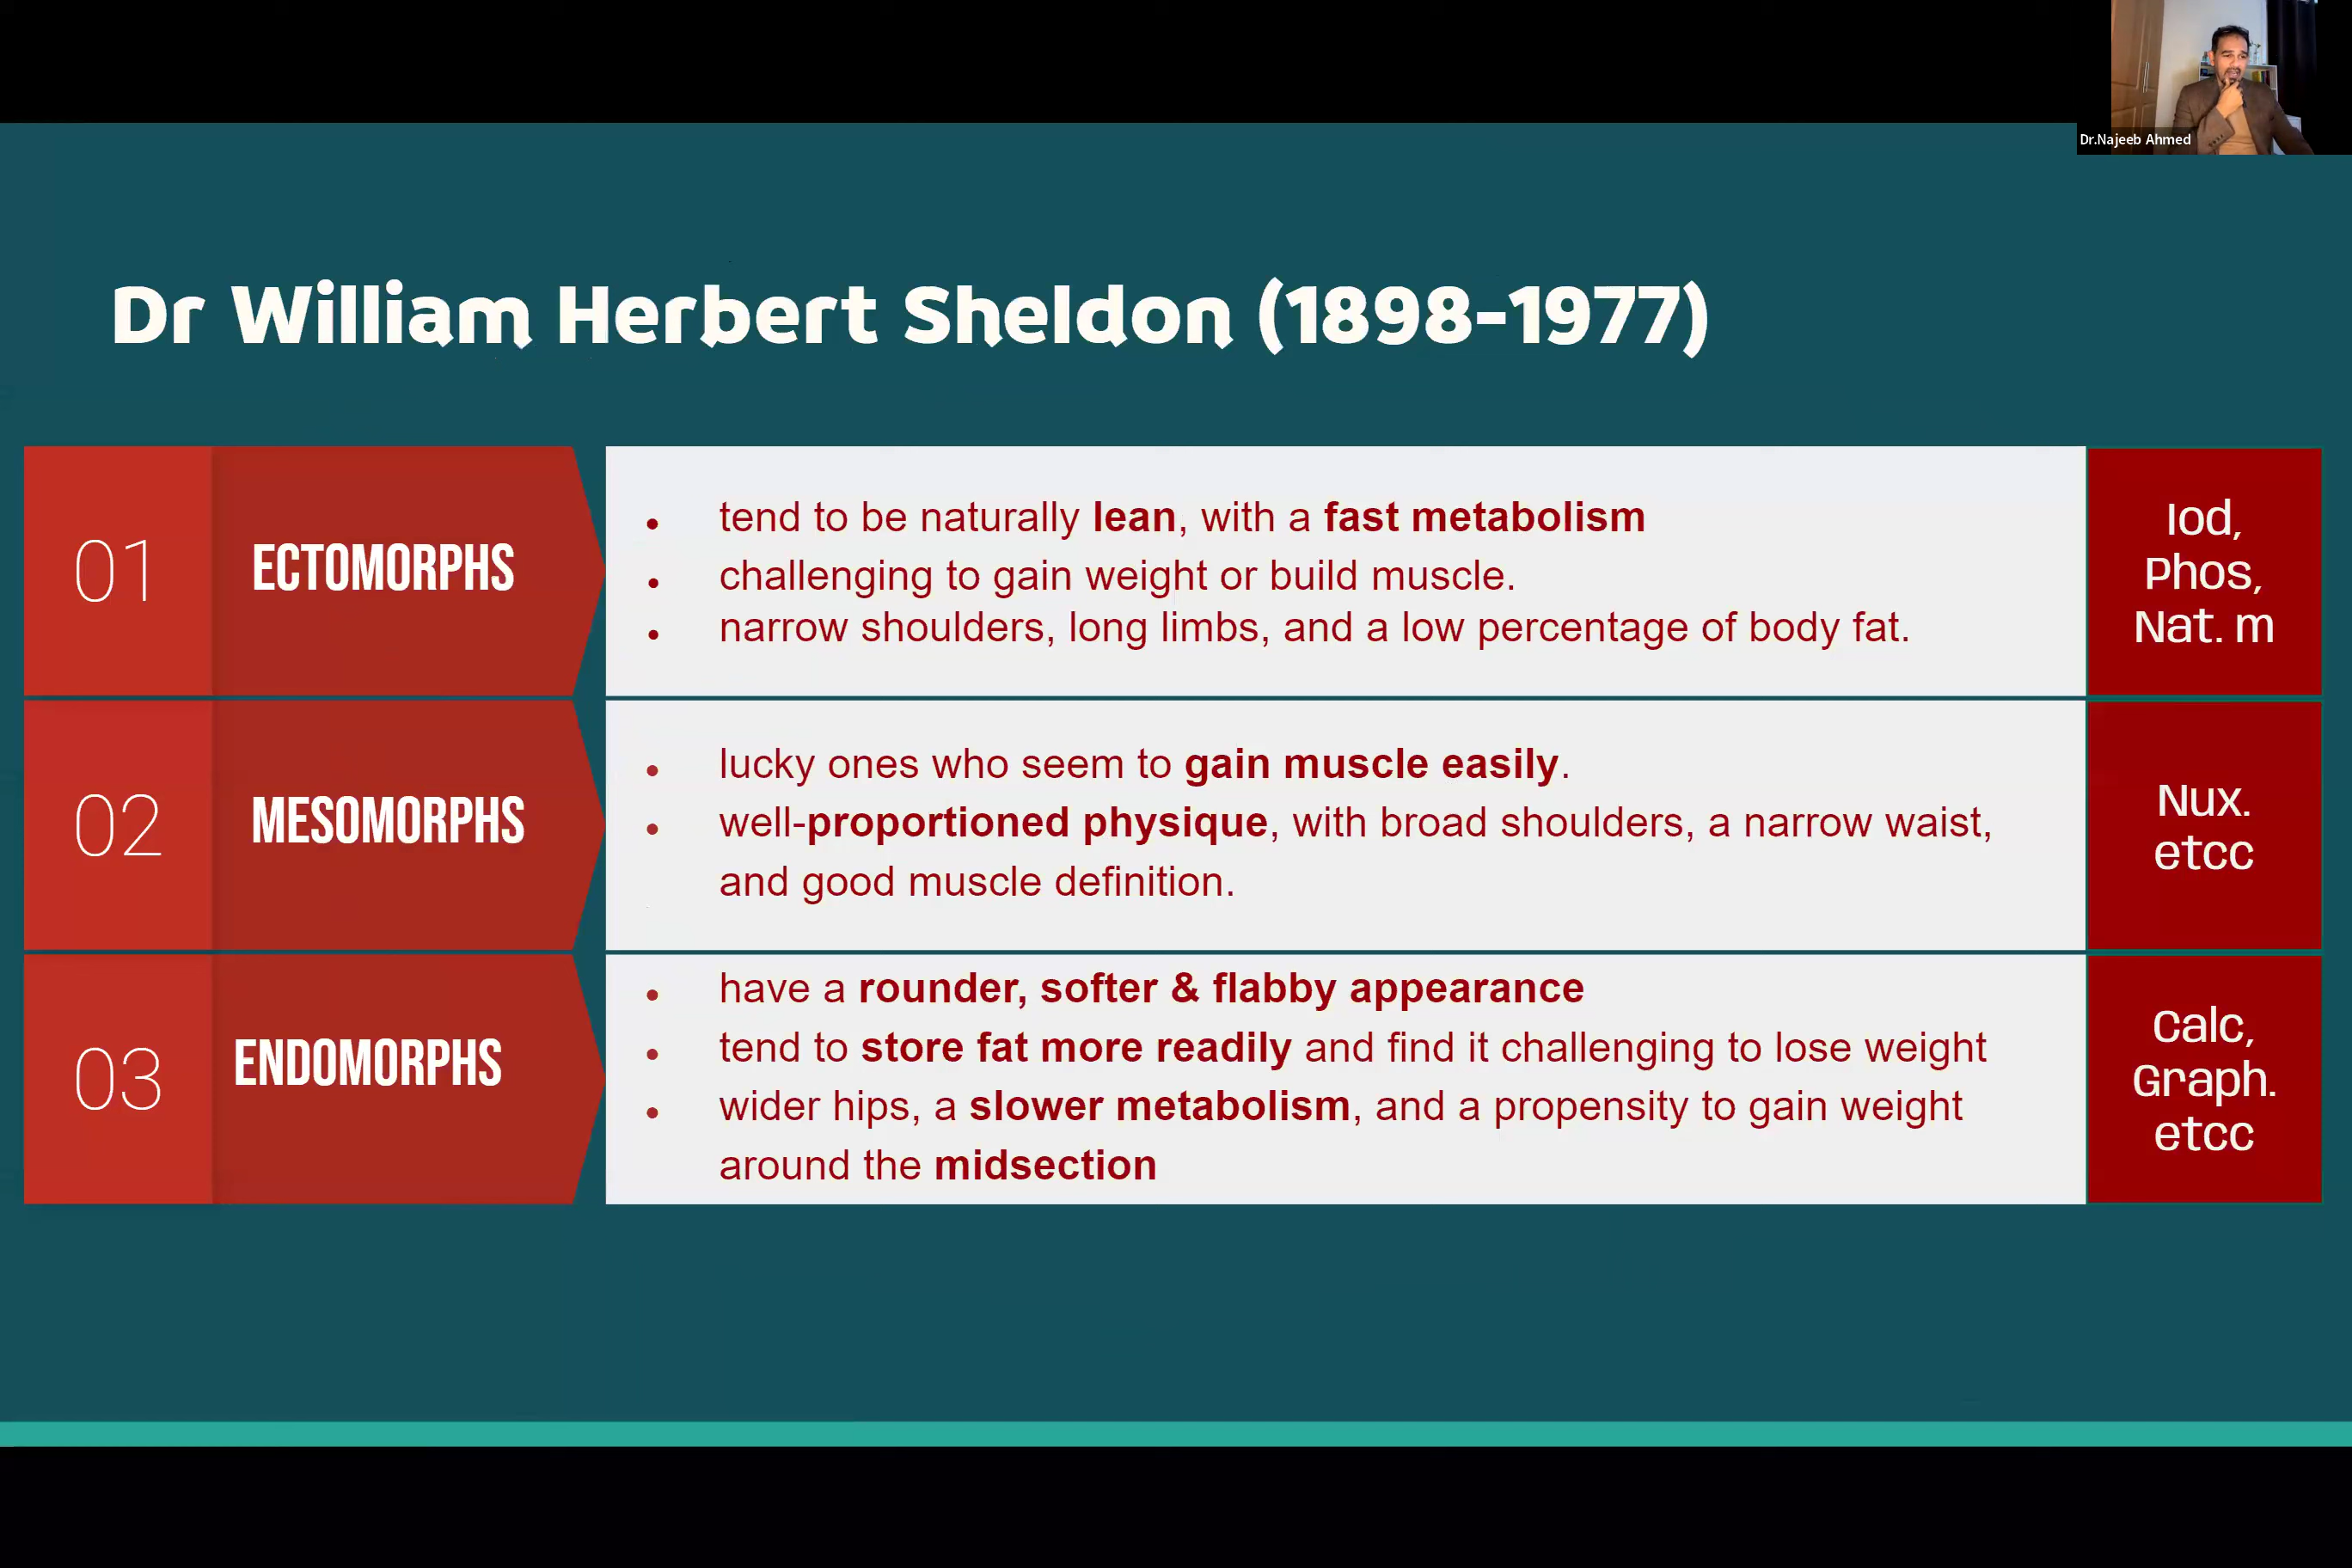 Dr.Najeeb Ahmed
Dr William Herbert Sheldon (1898-1977)
01
ECTOMORPHS
• tend to be naturally lean, with a fast metabolism
• challenging to gain weight or build muscle.
• narrow shoulders, long limbs, and a low percentage of body fat.
Iod,
Phos,
Nat. m
02
MESOMORPHS
• lucky ones who seem to gain muscle easily.
• well-proportioned physique, with broad shoulders, a narrow waist,
and good muscle definition.
Nux.
etcc
03
ENDOMORPHS
• have a rounder, softer & flabby appearance
• tend to store fat more readily and find it challenging to lose weight
• wider hips, a slower metabolism, and a propensity to gain weight
around the midsection
Calc,
Graph.
etcc